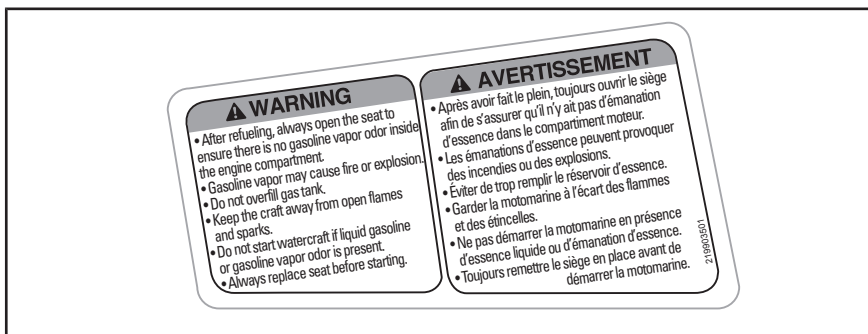 WARNING
• After refueling, always open the seat to
ensure there is no gasoline vapor odor inside
the engine compartment.
• Gasoline vapor may cause fire or explosion.
• Do not overfill gas tank.
• Keep the craft away from open flames
and sparks.
• Do not start watercraft if liquid gasoline
or gasoline vapor odor is present.
• Always replace seat before starting.
AVERTISSEMENT
• Après avoir fait le plein, toujours ouvrir le siège
afin de s'assurer qu'il n'y ait pas d'émanation
d'essence dans le compartiment moteur.
• Les émanations d'essence peuvent provoquer
des incendies ou des explosions.
• Éviter de trop remplir le réservoir d'essence.
• Garder la motomarine à l'écart des flammes
et des étincelles.
• Ne pas démarrer la motomarine en présence
d'essence liquide ou d'émanation d'essence.
• Toujours remettre le siège en place avant de
démarrer la motomarine.
219903501